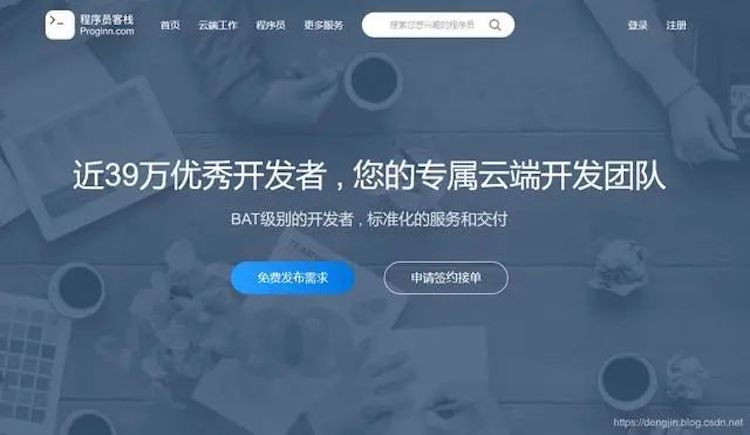 程序员客栈
Proginn.com
首页 云端工作 程序员 更多服务 搜索您感兴趣的程序员 登录 注册
近39万优秀开发者，您的专属云端开发团队
BAT级别的开发者，标准化的服务和交付
免费发布需求 申请签约接单
https://dengjin.blog.csdn.net